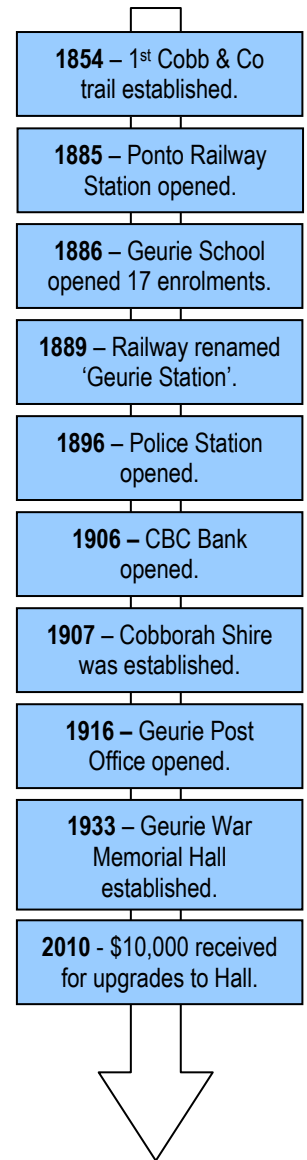 1854 – 1st Cobb & Co
trail established.
1885 – Ponto Railway
Station opened.
1886 – Geurie School
opened 17 enrolments.
1889 – Railway renamed
‘Geurie Station’.
1896 – Police Station
opened.
1906 – CBC Bank
opened.
1907 – Cobborah Shire
was established.
1916 – Geurie Post
Office opened.
1933 – Geurie War
Memorial Hall
established.
2010 - $10,000 received
for upgrades to Hall.